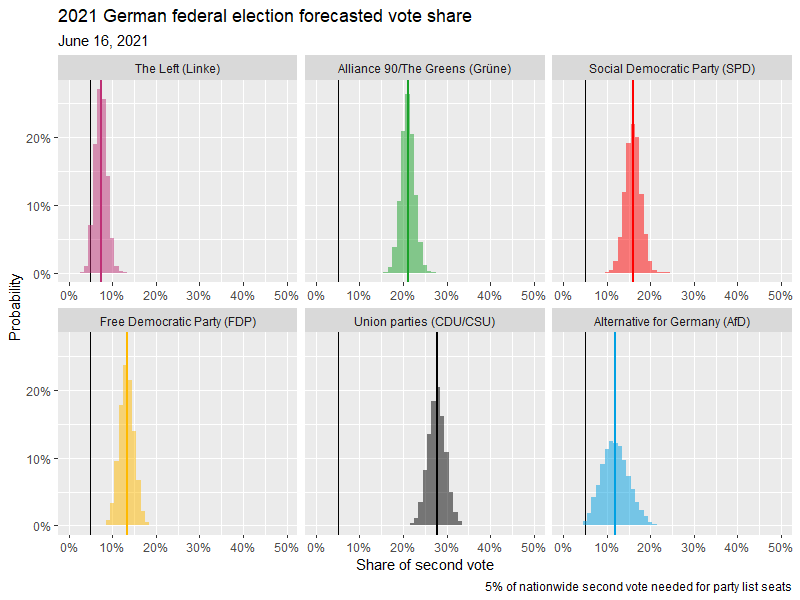 2021 German federal election forecasted vote share
June 16, 2021
The Left (Linke) Alliance 90/The Greens (Grüne) Social Democratic Party (SPD)
20%
10%
0%
0% 10% 20% 30% 40% 50% 0% 10% 20% 30% 40% 50% 0% 10% 20% 30% 40% 50%
Probability
Free Democratic Party (FDP) Union parties (CDU/CSU) Alternative for Germany (AfD)
20%
10%
0%
0% 10% 20% 30% 40% 50% 0% 10% 20% 30% 40% 50% 0% 10% 20% 30% 40% 50%
Share of second vote
5% of nationwide second vote needed for party list seats